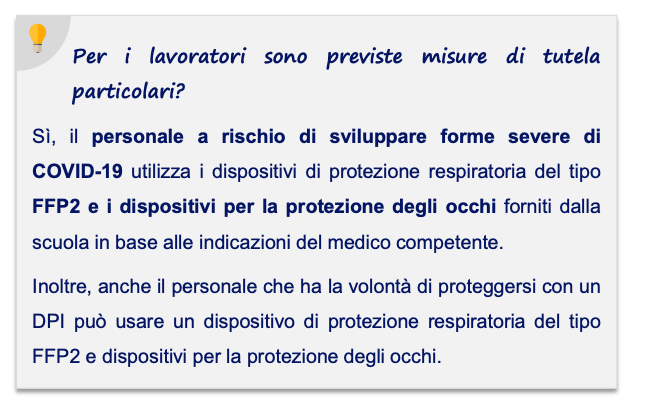 Per i lavoratori sono previste misure di tutela
particolari?
Sì, il personale a rischio di sviluppare forme severe di
COVID-19 utilizza i dispositivi di protezione respiratoria del tipo
FFP2 e i dispositivi per la protezione degli occhi forniti dalla
scuola in base alle indicazioni del medico competente.
Inoltre, anche il personale che ha la volontà di proteggersi con un
DPI può usare un dispositivo di protezione respiratoria del tipo
FFP2 e dispositivi per la protezione degli occhi.